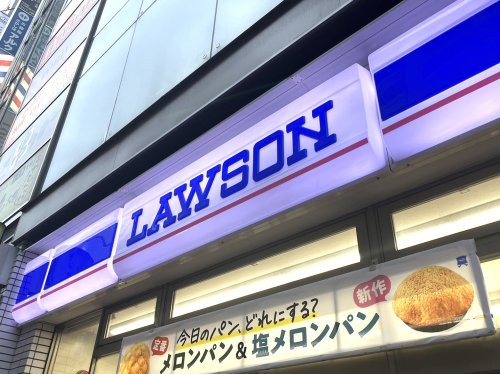 LAWSON
今日のパン、どれにする?
定番
メロンパン & 塩メロンパン
新作